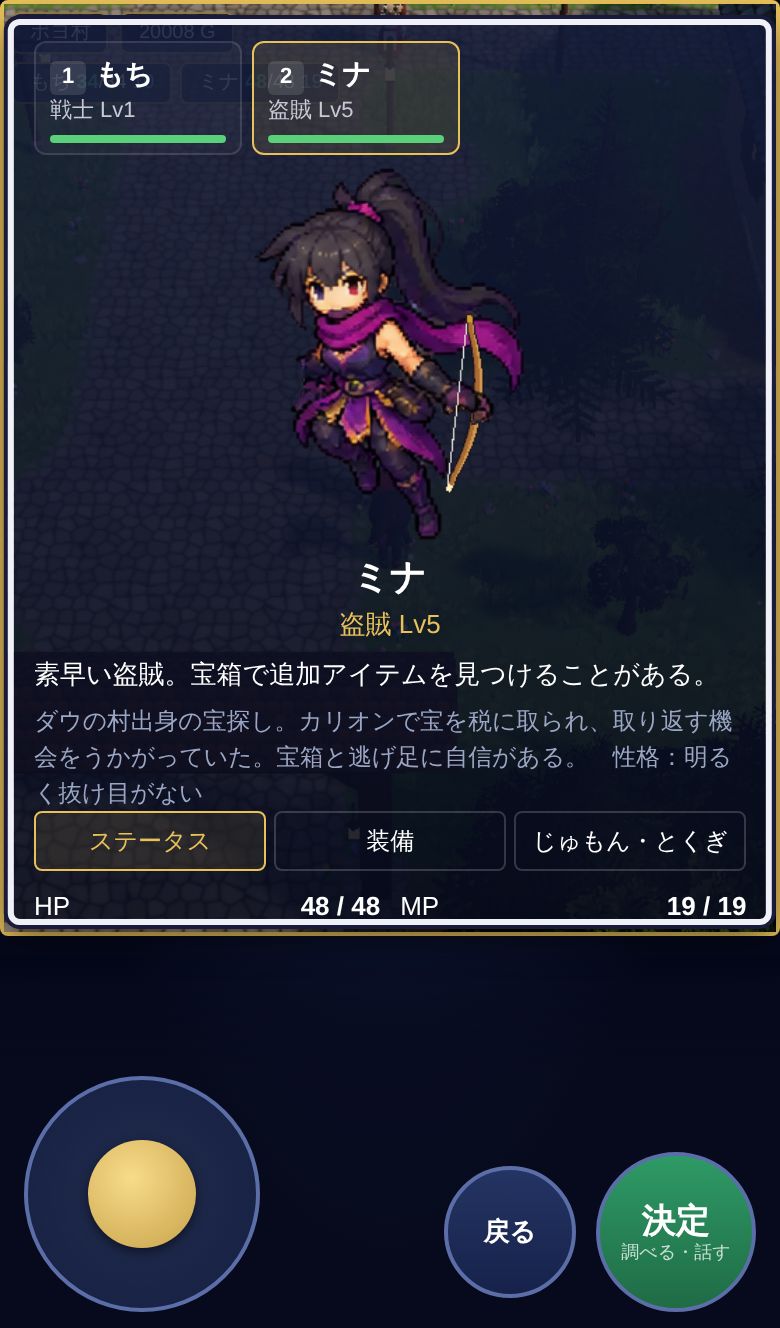 ポヨ村 20008 G
1 もち 2 ミナ
戦士 Lv1 盗賊 Lv5
ミナ
盗賊 Lv5
素早い盗賊。宝箱で追加アイテムを見つけることがある。
ダウの村出身の宝探し。カリオンで宝を税に取られ、取り返す機
会をうかがっていた。宝箱と逃げ足に自信がある。　性格：明る
く抜け目がない
ステータス 装備 じゅもん・とくぎ
HP 48 / 48 MP 19 / 19
戻る 決定
調べる・話す